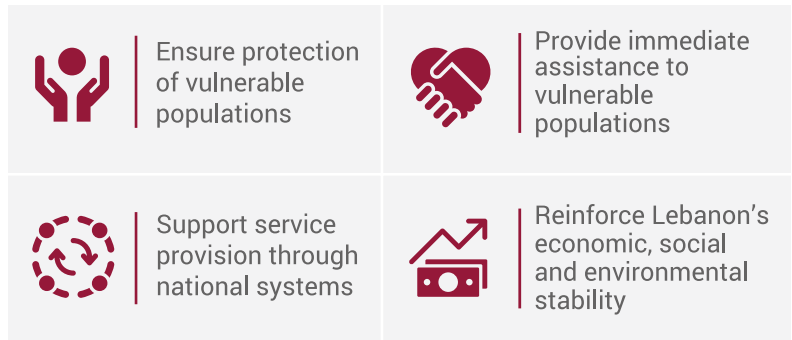 Ensure protection
of vulnerable
populations
Provide immediate
assistance to
vulnerable
populations
Support service
provision through
national systems
Reinforce Lebanon's
economic, social
and environmental
stability